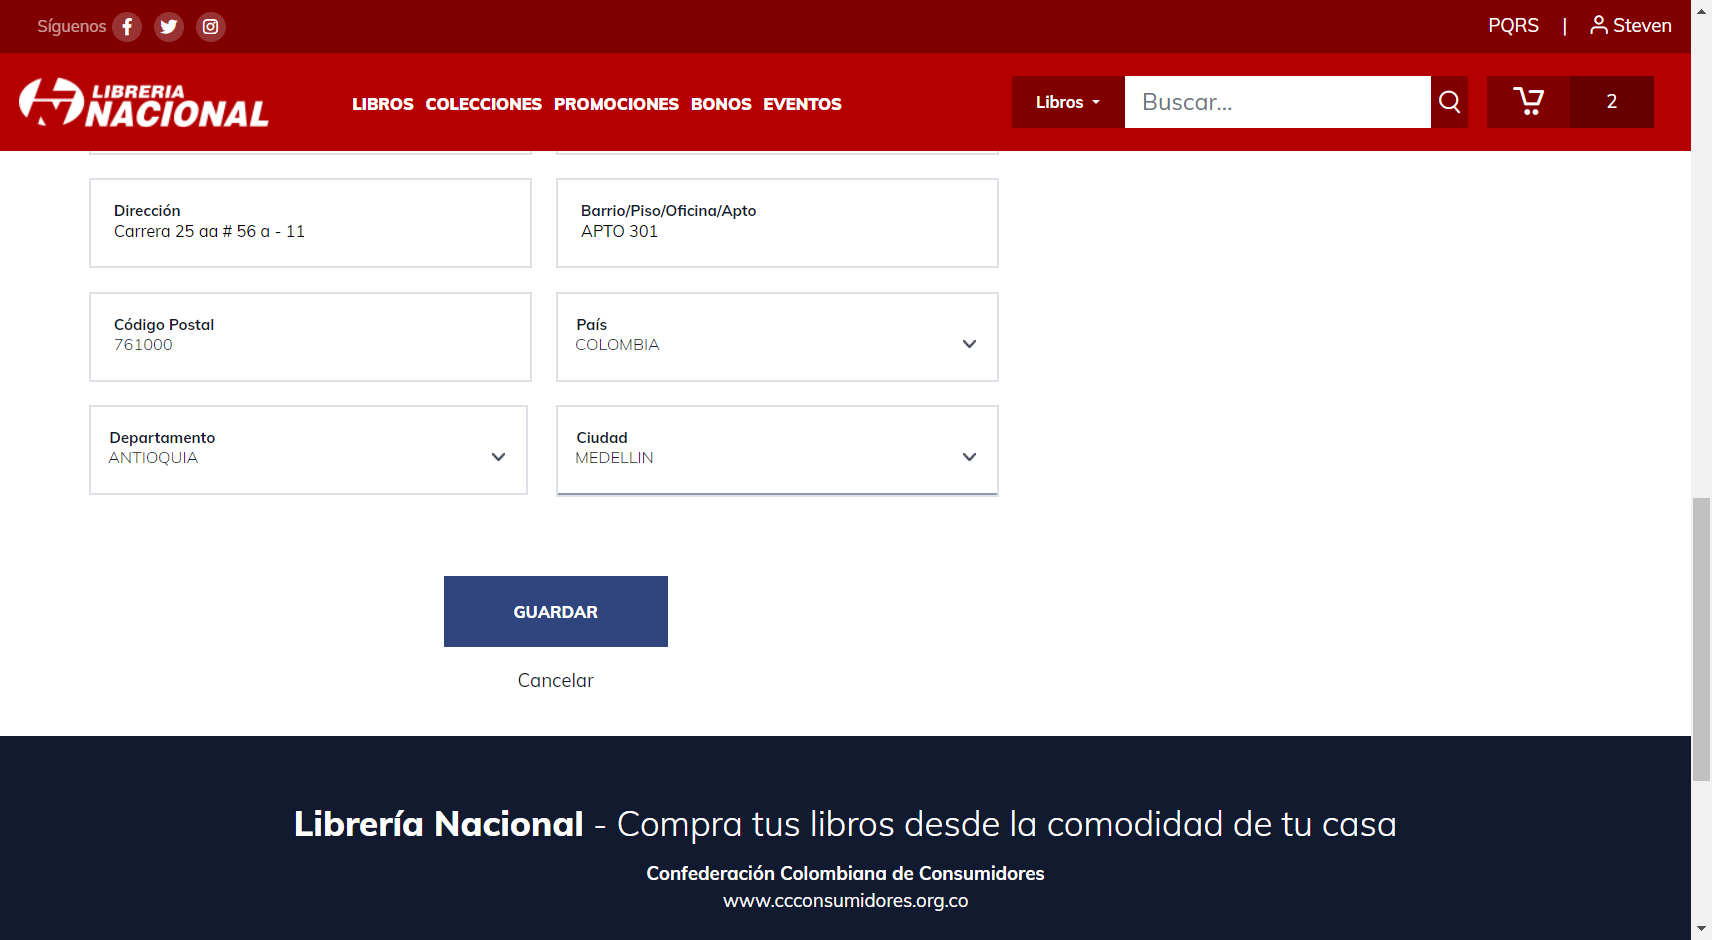 Síguenos
PQRS | Steven
LIBRERIA
NACIONAL
LIBROS COLECCIONES PROMOCIONES BONOS EVENTOS
Libros
Buscar...
2
Dirección
Carrera 25 aa # 56 a - 11
Barrio/Piso/Oficina/Apto
APTO 301
Código Postal
761000
País
COLOMBIA
Departamento
ANTIOQUIA
Ciudad
MEDELLIN
GUARDAR
Cancelar
Librería Nacional - Compra tus libros desde la comodidad de tu casa
Confederación Colombiana de Consumidores
www.ccconsumidores.org.co